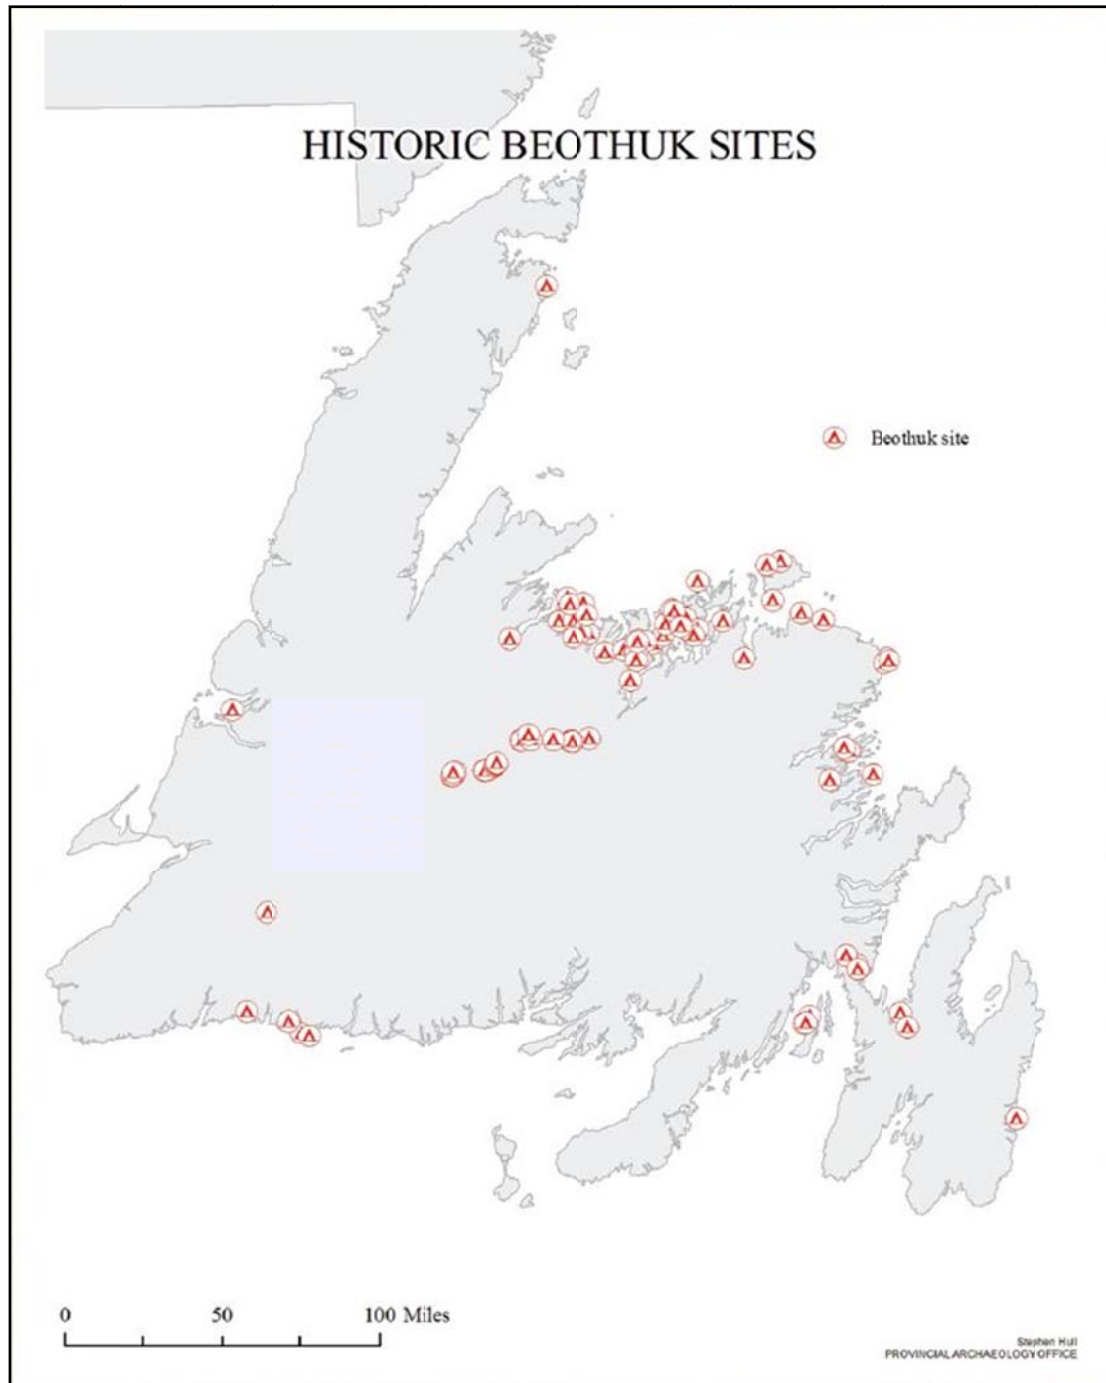 HISTORIC BEOTHUK SITES
Beothuk site
0 50 100 Miles
Stephen Hull
PROVINCIAL ARCHAEOLOGY OFFICE